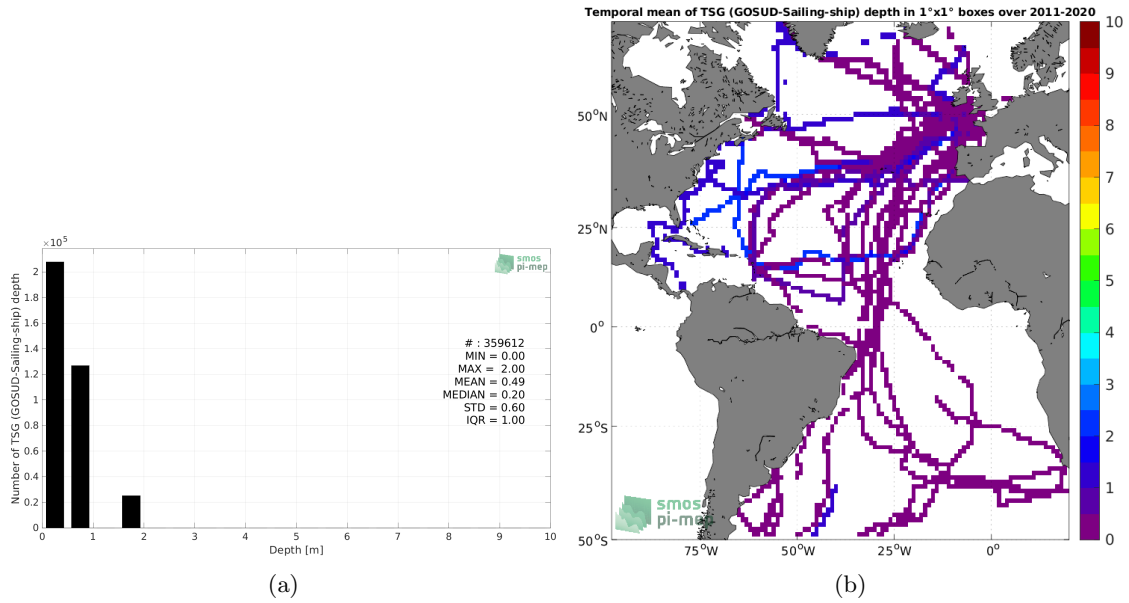 ×10⁵
2
1.8
1.6
1.4
1.2
1
0.8
0.6
0.4
0.2
0
Number of TSG (GOSUD-Sailing-ship) depth
0 1 2 3 4 5 6 7 8 9 10
Depth [m]
smos
pi-mep
# : 359612
MIN = 0.00
MAX = 2.00
MEAN = 0.49
MEDIAN = 0.20
STD = 0.60
IQR = 1.00
(a)
Temporal mean of TSG (GOSUD-Sailing-ship) depth in 1°x1° boxes over 2011-2020
50°N
25°N
0°
25°S
50°S
75°W 50°W 25°W 0°
smos
pi-mep
10
9
8
7
6
5
4
3
2
1
0
(b)